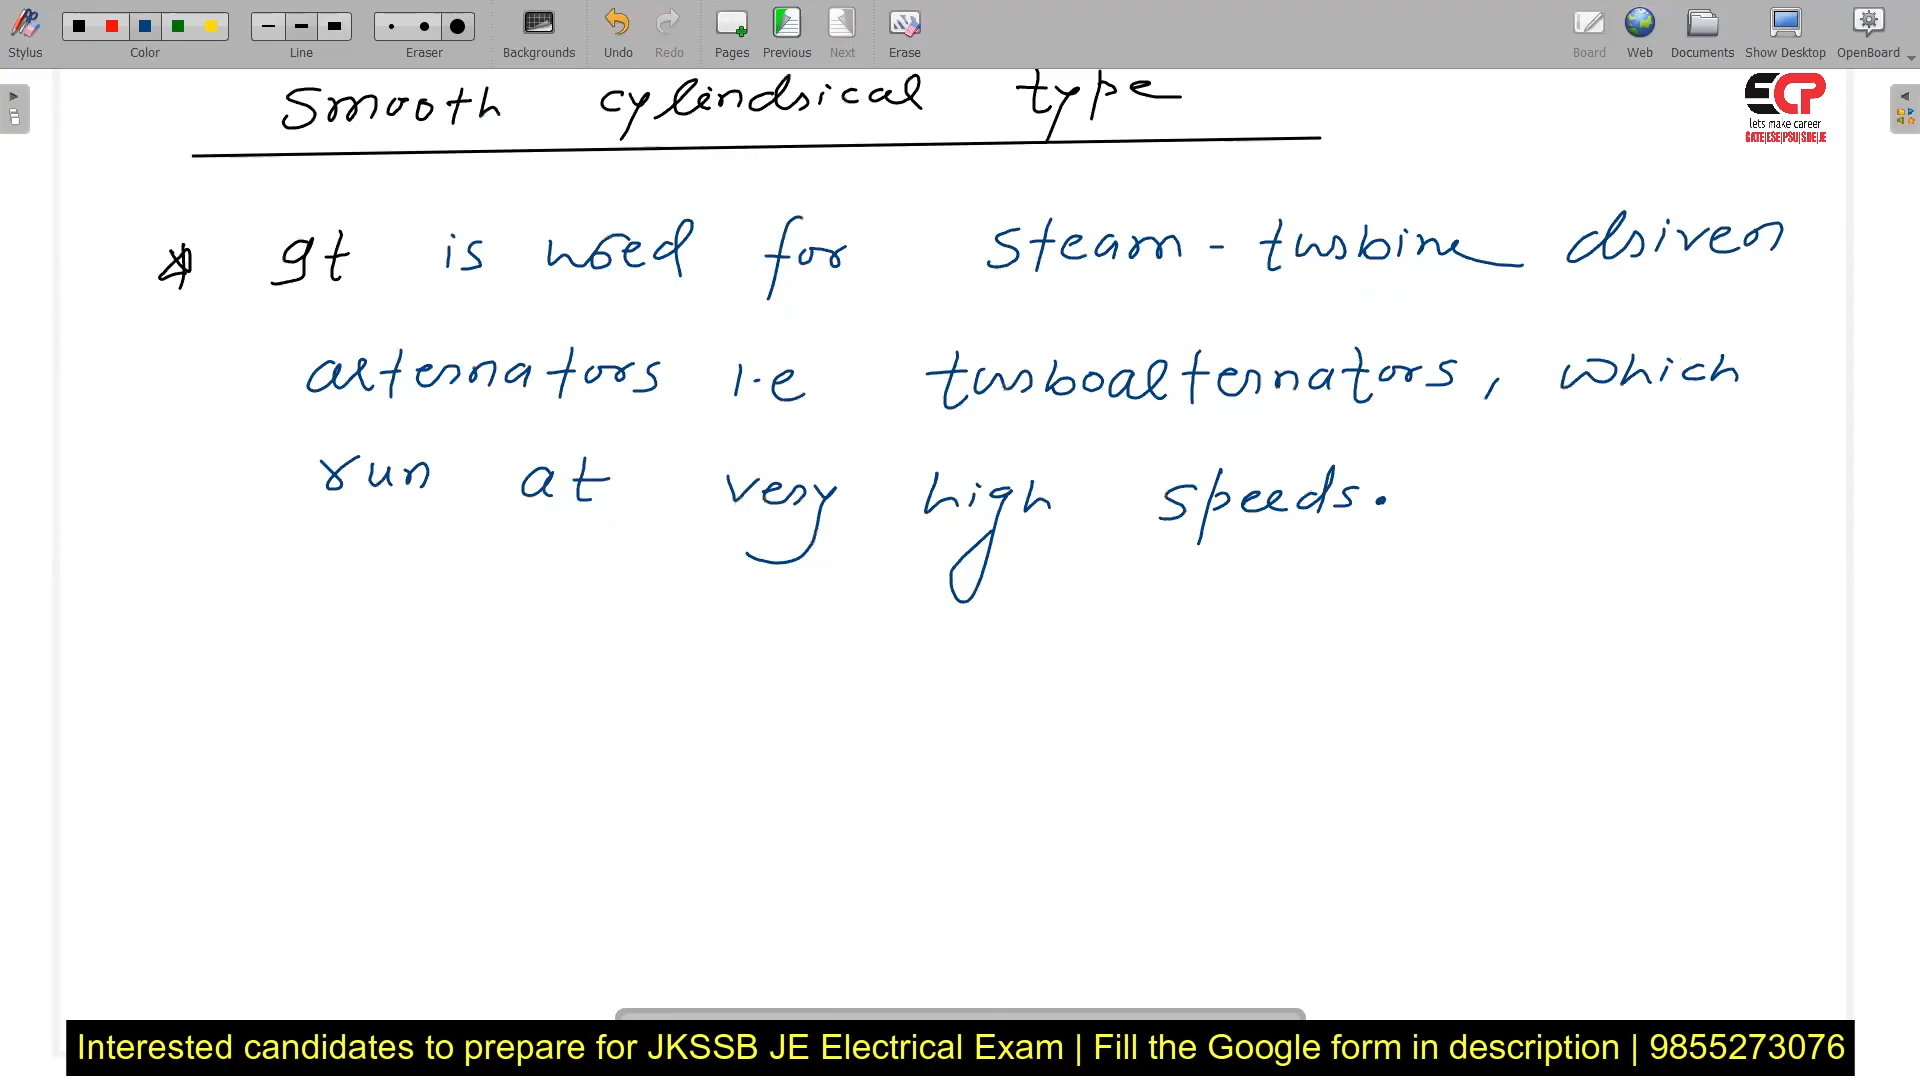 Stylus Color Line Eraser Backgrounds Undo Redo Pages Previous Next Erase Board Web Documents Show Desktop OpenBoard
Smooth cylindrical type
ECP
lets make career
GATE|ESE|PSU|SDE|JE
It is used for steam-turbine driven
alternators i.e turboalternators, which
run at very high speeds.
Interested candidates to prepare for JKSSB JE Electrical Exam | Fill the Google form in description | 9855273076